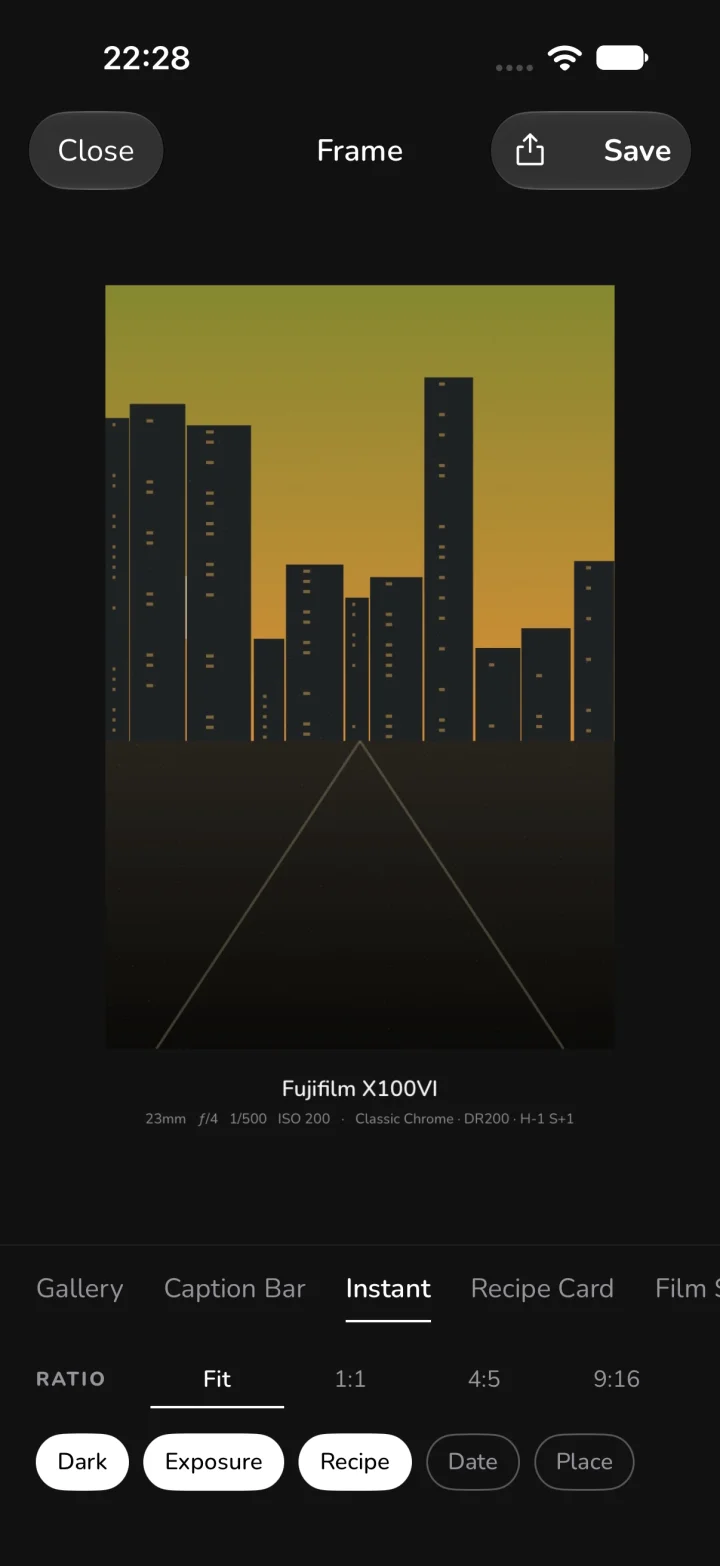 22:28
Close Frame Save
Fujifilm X100VI
23mm ƒ/4 1/500 ISO 200 · Classic Chrome · DR200 · H-1 S+1
Gallery Caption Bar Instant Recipe Card Film
RATIO Fit 1:1 4:5 9:16
Dark Exposure Recipe Date Place